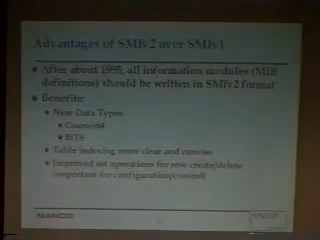 Advantages of SMIv2 over SMIv1
After about 1995, all information modules (MIB
definitions) should be written in SMIv2 format
Benefits:
New Data Types
Counter64
BITS
Table indexing more clear and concise
Improved set operations for row create/delete
(important for configuration/control)
NANOG